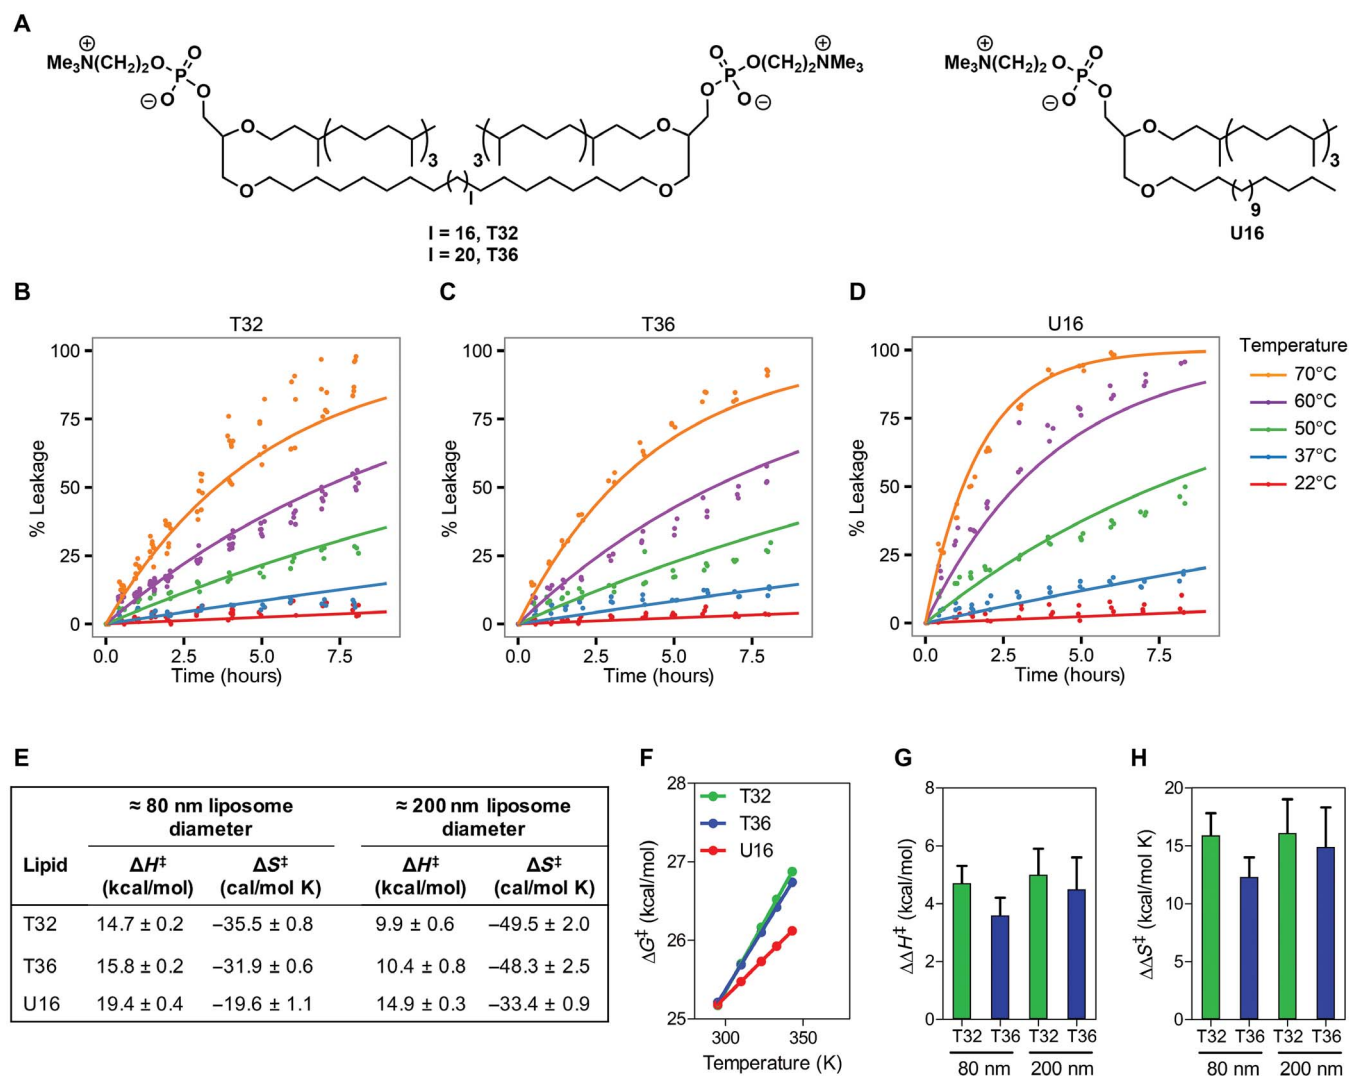 A
Me3N(CH2)2O
⊕
O
P
⊖O
O
O
O
3
3
I
O
O
O
P
O
O(CH2)2NMe3
⊕
O⊖
I = 16, T32
I = 20, T36
Me3N(CH2)2 O
⊕
O
P
⊖O
O
O
O
3
9
U16
B
T32
% Leakage
100
75
50
25
0
0.0 2.5 5.0 7.5
Time (hours)
C
T36
% Leakage
100
75
50
25
0
0.0 2.5 5.0 7.5
Time (hours)
D
U16
% Leakage
100
75
50
25
0
0.0 2.5 5.0 7.5
Time (hours)
Temperature
70°C
60°C
50°C
37°C
22°C
E
≈ 80 nm liposome diameter ≈ 200 nm liposome diameter
Lipid ΔH‡ (kcal/mol) ΔS‡ (cal/mol K) ΔH‡ (kcal/mol) ΔS‡ (cal/mol K)
T32 14.7 ± 0.2 −35.5 ± 0.8 9.9 ± 0.6 −49.5 ± 2.0
T36 15.8 ± 0.2 −31.9 ± 0.6 10.4 ± 0.8 −48.3 ± 2.5
U16 19.4 ± 0.4 −19.6 ± 1.1 14.9 ± 0.3 −33.4 ± 0.9
F
ΔG‡ (kcal/mol)
28
27
26
25
T32
T36
U16
300 350
Temperature (K)
G
ΔΔH‡ (kcal/mol)
8
6
4
2
0
T32 T36 T32 T36
80 nm 200 nm
H
ΔΔS‡ (kcal/mol K)
20
15
10
5
0
T32 T36 T32 T36
80 nm 200 nm